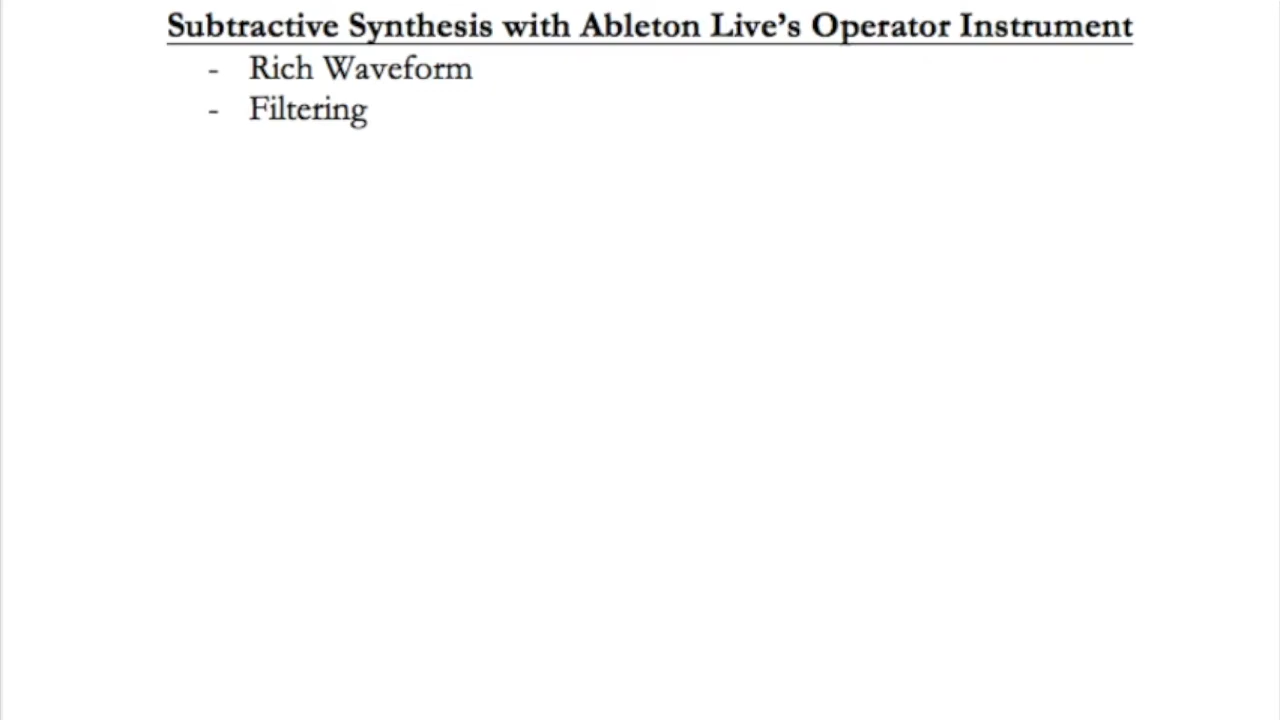 Subtractive Synthesis with Ableton Live’s Operator Instrument
- Rich Waveform
- Filtering